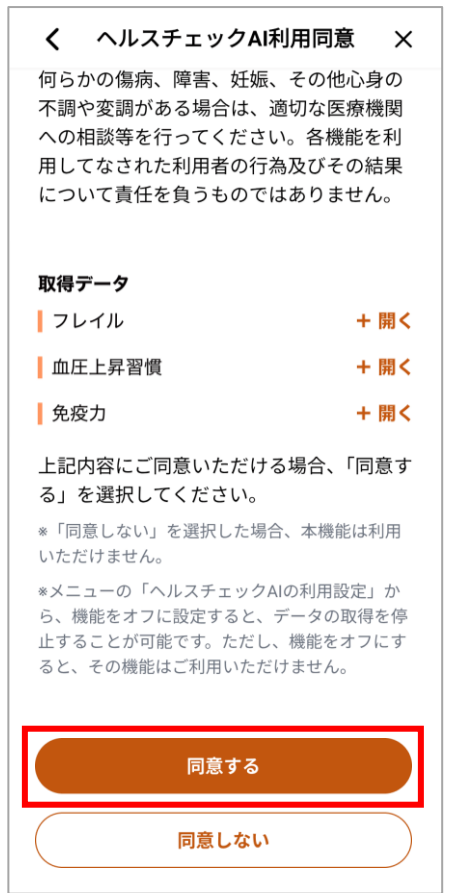 ヘルスチェックAI利用同意
何らかの傷病、障害、妊娠、その他心身の
不調や変調がある場合は、適切な医療機関
への相談等を行ってください。各機能を利
用してなされた利用者の行為及びその結果
について責任を負うものではありません。
取得データ
フレイル + 開く
血圧上昇習慣 + 開く
免疫力 + 開く
上記内容にご同意いただける場合、「同意す
る」を選択してください。
※「同意しない」を選択した場合、本機能は利用
いただけません。
※メニューの「ヘルスチェックAIの利用設定」か
ら、機能をオフに設定すると、データの取得を停
止することが可能です。ただし、機能をオフにす
ると、その機能はご利用いただけません。
同意する
同意しない